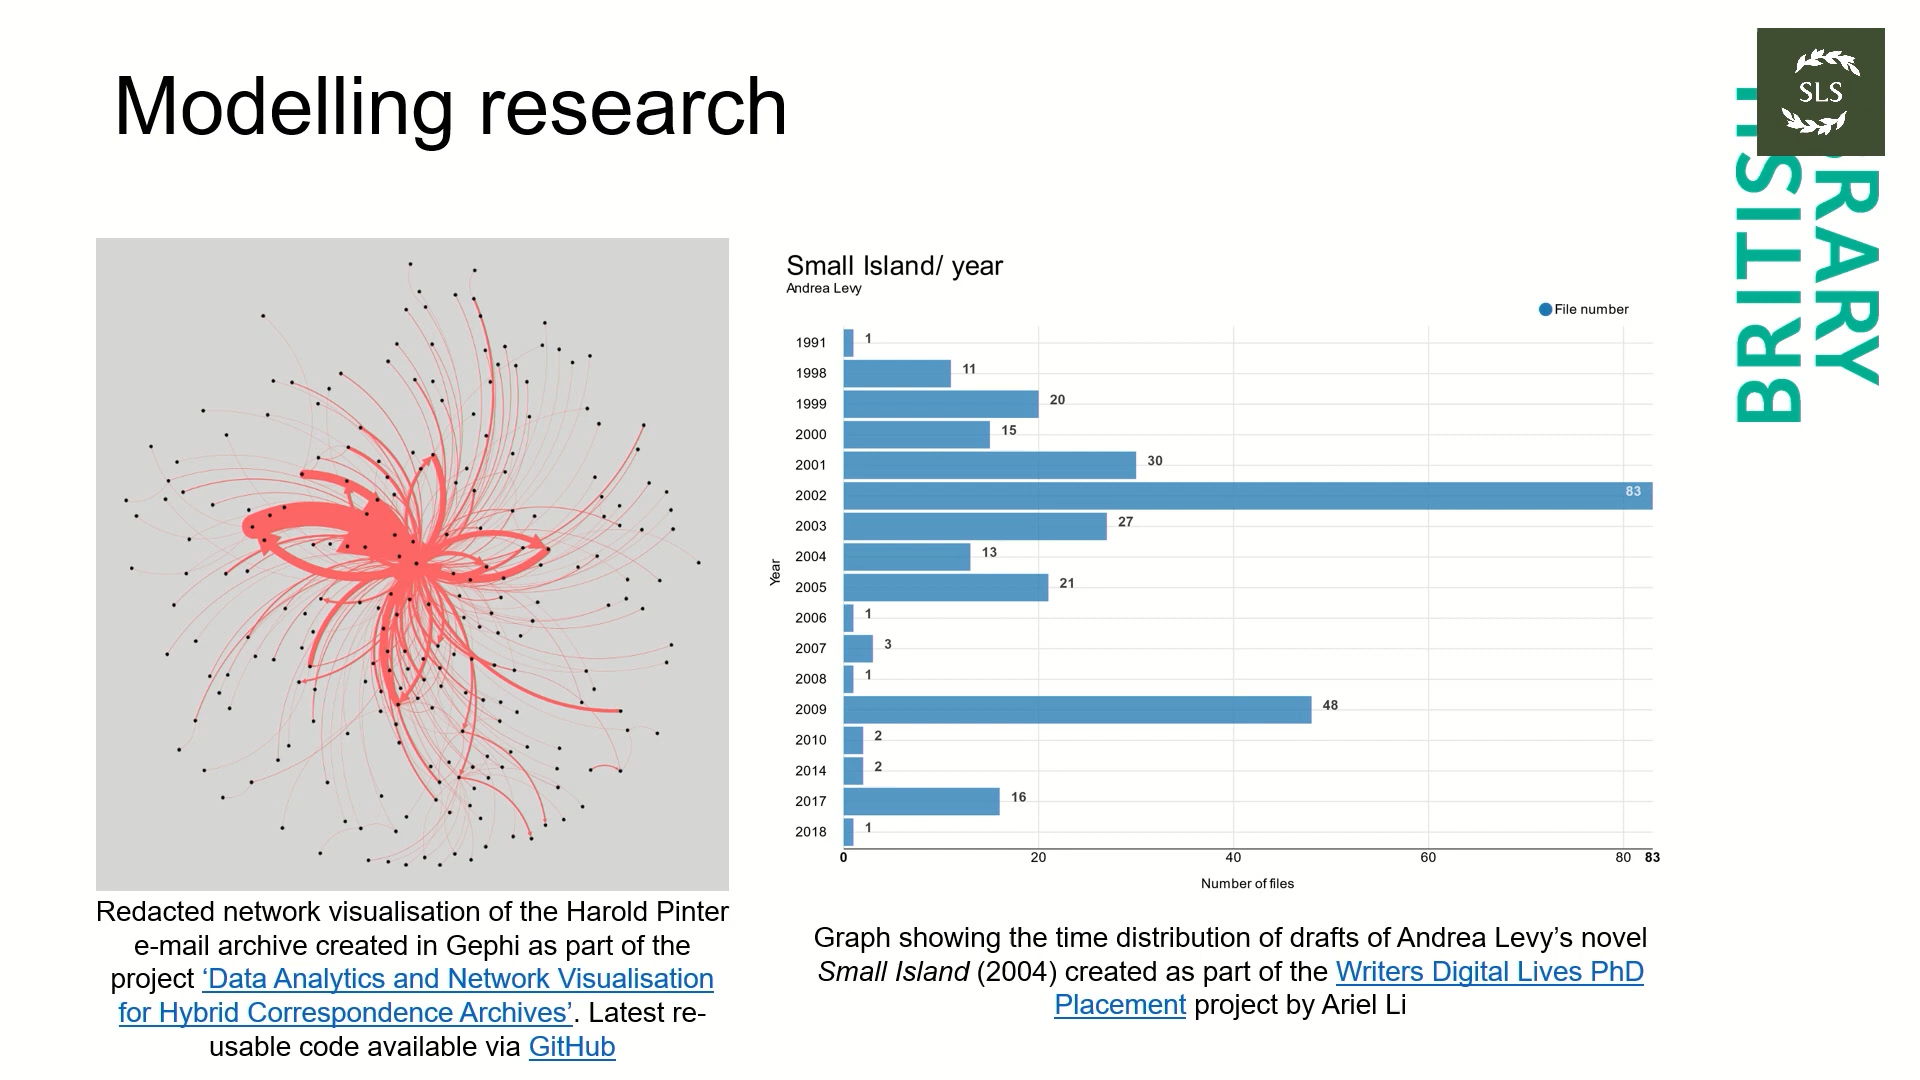 Modelling research
SLS
BRITISH
Small Island/ year
Andrea Levy
File number
1991 1
1998 11
1999 20
2000 15
2001 30
2002 83
2003 27
2004 13
2005 21
2006 1
2007 3
2008 1
2009 48
2010 2
2014 2
2017 16
2018 1
Year
0 20 40 60 80 83
Number of files
Redacted network visualisation of the Harold Pinter
e-mail archive created in Gephi as part of the
project ‘Data Analytics and Network Visualisation
for Hybrid Correspondence Archives’. Latest re-
usable code available via GitHub
Graph showing the time distribution of drafts of Andrea Levy’s novel
Small Island (2004) created as part of the Writers Digital Lives PhD
Placement project by Ariel Li